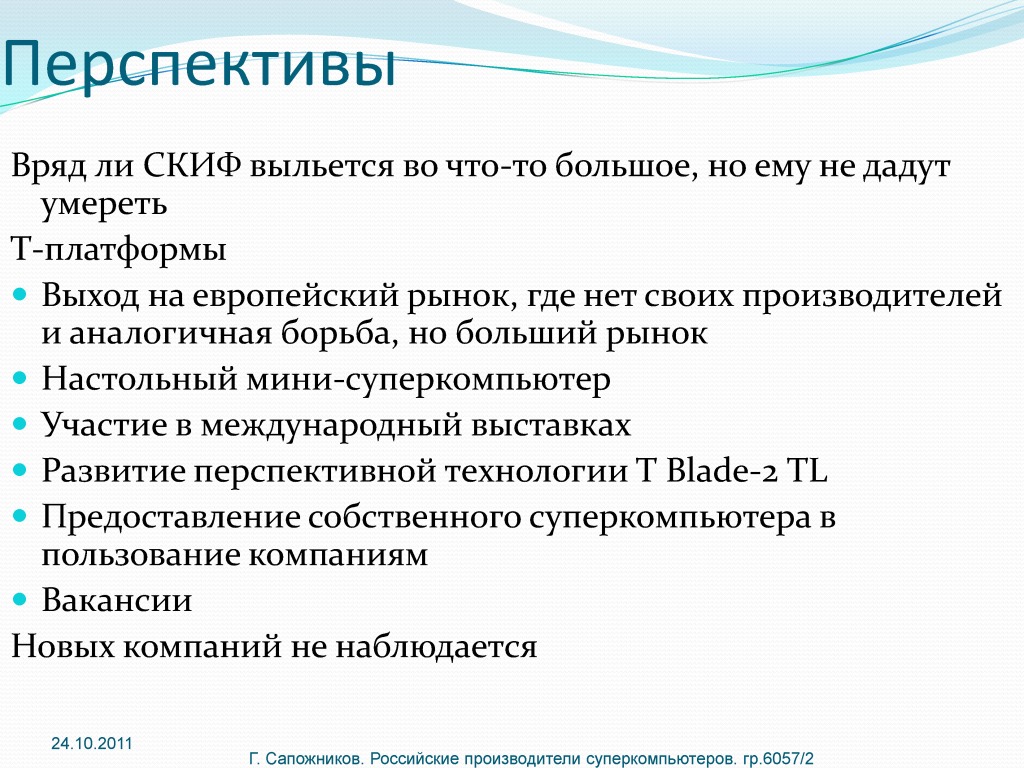 Перспективы
Вряд ли СКИФ выльется во что-то большое, но ему не дадут
умереть
Т-платформы
Выход на европейский рынок, где нет своих производителей
и аналогичная борьба, но больший рынок
Настольный мини-суперкомпьютер
Участие в международный выставках
Развитие перспективной технологии T Blade-2 TL
Предоставление собственного суперкомпьютера в
пользование компаниям
Вакансии
Новых компаний не наблюдается
24.10.2011
Г. Сапожников. Российские производители суперкомпьютеров. гр.6057/2